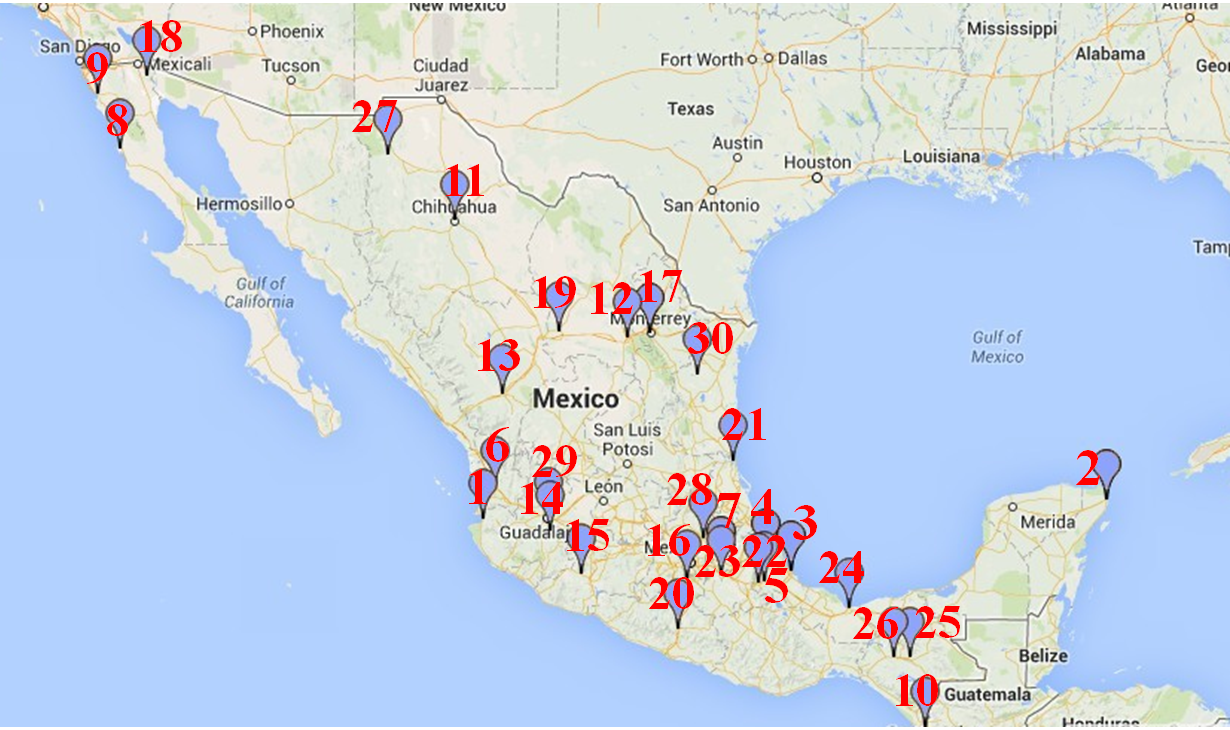 New Mexico
Atlanta
Mississippi
Phoenix
18
San Diego
Alabama
9
Mexicali
Tucson
Ciudad
Juarez
Fort Worth
Dallas
Texas
8
27
Austin
Houston
Louisiana
11
Hermosillo
Chihuahua
San Antonio
Gulf of
California
19
12
17
Monterrey
30
Gulf of
Mexico
13
Mexico
21
San Luis
Potosi
6
29
2
1
14
León
28
7
4
3
Merida
Guadalaj
15
16
23
22
5
24
20
26
25
Belize
10
Guatemala
Honduras